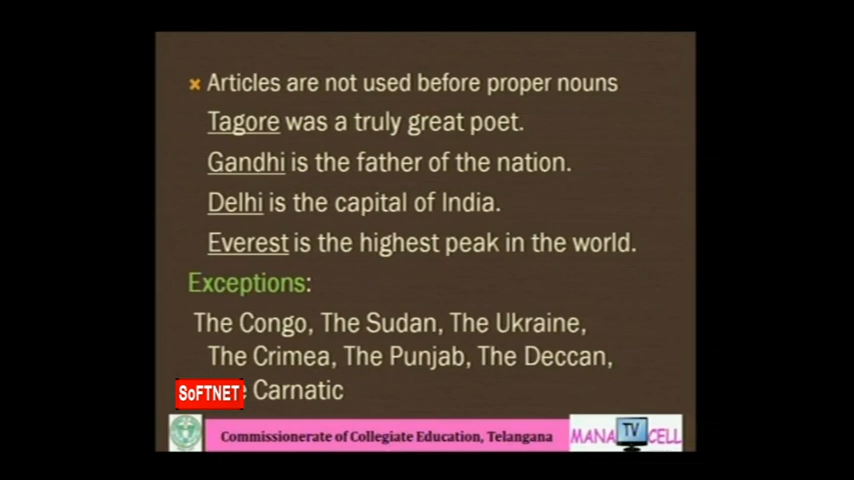 Articles are not used before proper nouns
Tagore was a truly great poet.
Gandhi is the father of the nation.
Delhi is the capital of India.
Everest is the highest peak in the world.
Exceptions:
The Congo, The Sudan, The Ukraine,
The Crimea, The Punjab, The Deccan,
Carnatic
SoFTNET
Commissionerate of Collegiate Education, Telangana
MANA TV CELL